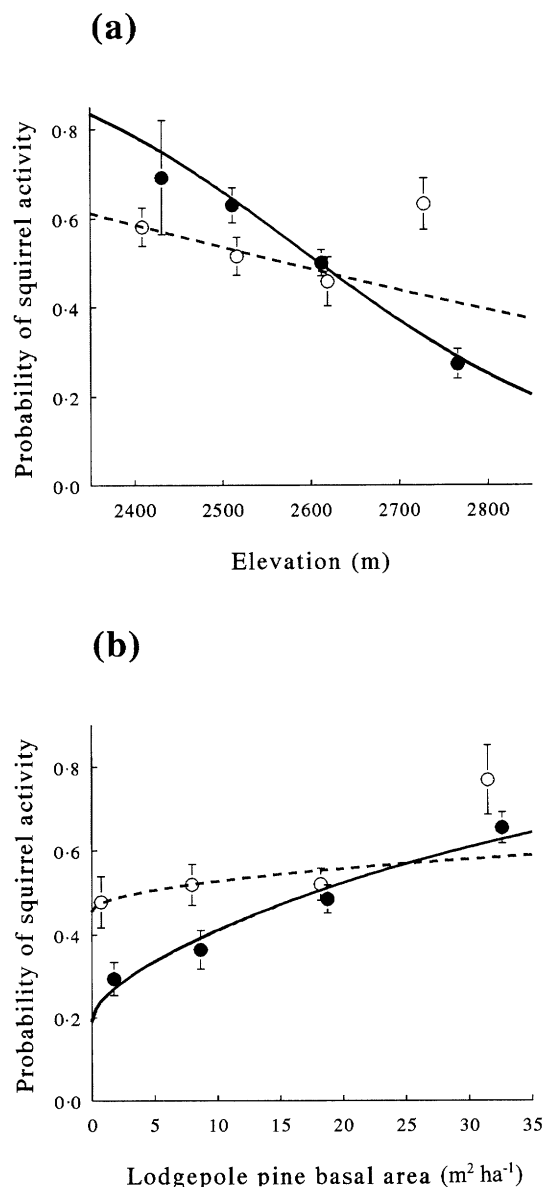 (a)
Probability of squirrel activity
0·8
0·6
0·4
0·2
0·0
2400 2500 2600 2700 2800
Elevation (m)
(b)
Probability of squirrel activity
0·8
0·6
0·4
0·2
0·0
0 5 10 15 20 25 30 35
Lodgepole pine basal area (m² ha⁻¹)